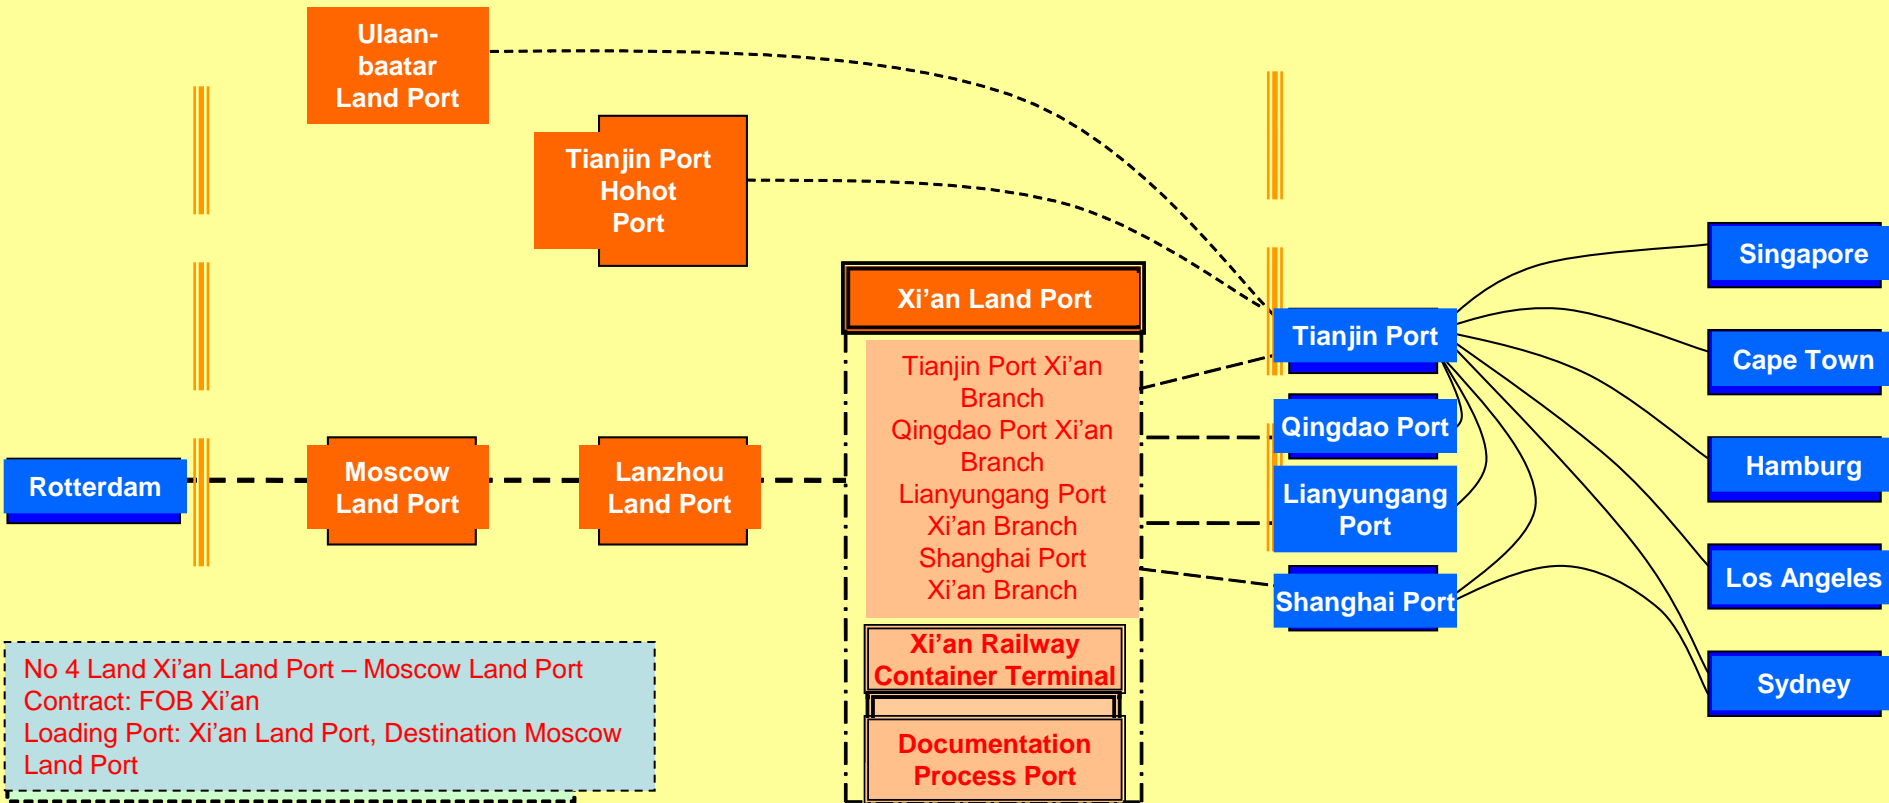 Ulaan-
baatar
Land Port
Tianjin Port
Hohot
Port
Xi’an Land Port
Tianjin Port Xi’an
Branch
Qingdao Port Xi’an
Branch
Lianyungang Port
Xi’an Branch
Shanghai Port
Xi’an Branch
Xi’an Railway
Container Terminal
Documentation
Process Port
Rotterdam
Moscow
Land Port
Lanzhou
Land Port
Tianjin Port
Qingdao Port
Lianyungang
Port
Shanghai Port
Singapore
Cape Town
Hamburg
Los Angeles
Sydney
No 4 Land Xi’an Land Port – Moscow Land Port
Contract: FOB Xi’an
Loading Port: Xi’an Land Port, Destination Moscow
Land Port